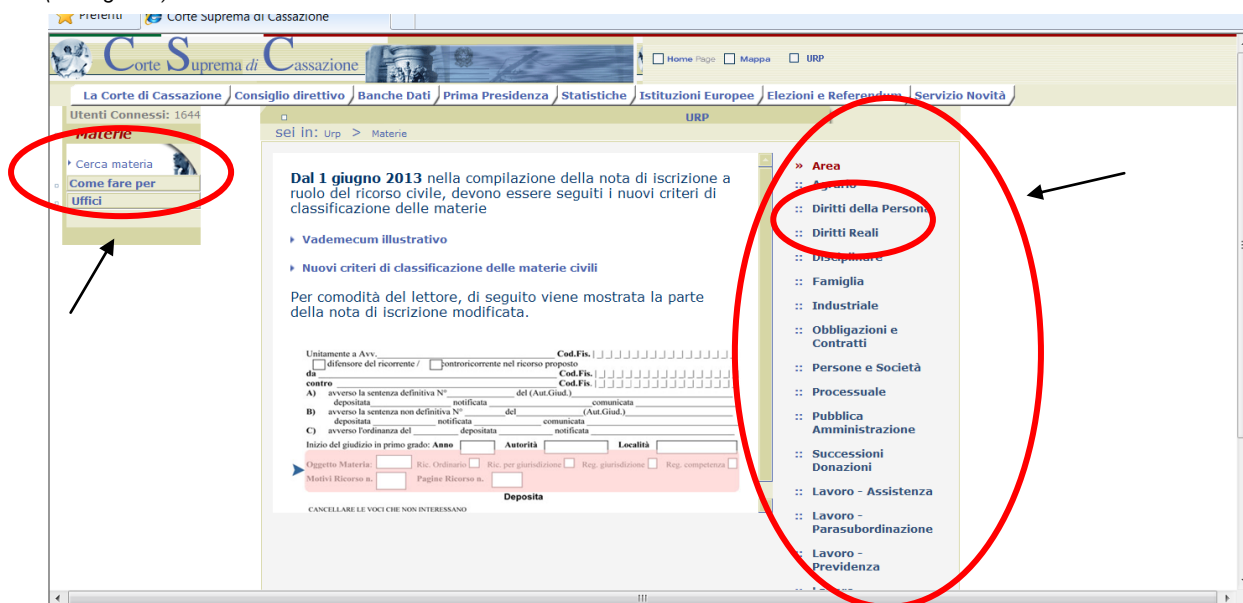 Preferiti Corte Suprema di Cassazione
Corte Suprema di Cassazione
Home Page Mappa URP
La Corte di Cassazione Consiglio direttivo Banche Dati Prima Presidenza Statistiche Istituzioni Europee Elezioni e Referendum Servizio Novità
Utenti Connessi: 1644
Materie
Cerca materia
Come fare per
Uffici
URP
sei in: Urp > Materie
Dal 1 giugno 2013 nella compilazione della nota di iscrizione a
ruolo del ricorso civile, devono essere seguiti i nuovi criteri di
classificazione delle materie
Vademecum illustrativo
Nuovi criteri di classificazione delle materie civili
Per comodità del lettore, di seguito viene mostrata la parte
della nota di iscrizione modificata.
Unitamente a Avv. Cod.Fis.
difensore del ricorrente / controricorrente nel ricorso proposto
da Cod.Fis.
contro Cod.Fis.
A) avverso la sentenza definitiva N° del (Aut.Giud.)
depositata notificata comunicata
B) avverso la sentenza non definitiva N° del (Aut.Giud.)
depositata notificata comunicata
C) avverso l'ordinanza del depositata notificata
Inizio del giudizio in primo grado: Anno Autorità Località
Oggetto Materia: Ric. Ordinario Ric. per giurisdizione Reg. giurisdizione Reg. competenza
Motivi Ricorso n. Pagine Ricorso n.
Deposita
CANCELLARE LE VOCI CHE NON INTERESSANO
» Area
:: Agrario
:: Diritti della Persona
:: Diritti Reali
:: Disciplinare
:: Famiglia
:: Industriale
:: Obbligazioni e
Contratti
:: Persone e Società
:: Processuale
:: Pubblica
Amministrazione
:: Successioni
Donazioni
:: Lavoro - Assistenza
:: Lavoro -
Parasubordinazione
:: Lavoro -
Previdenza